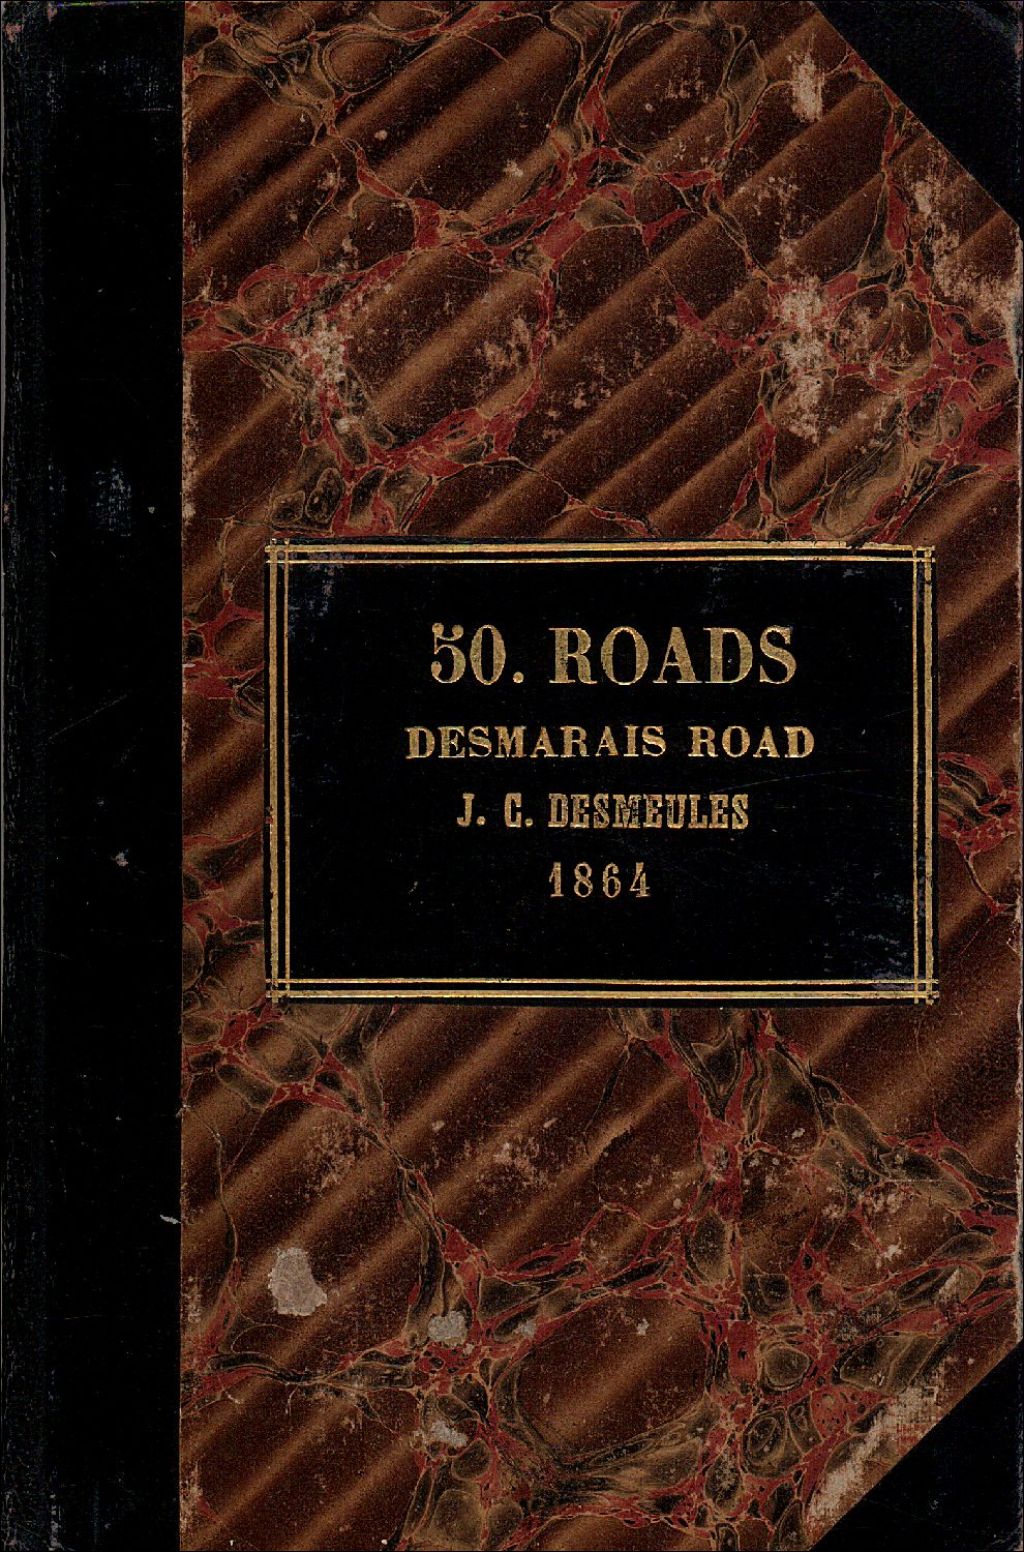 50. ROADS
DESMARAIS ROAD
J. C. DESMEULES
1864